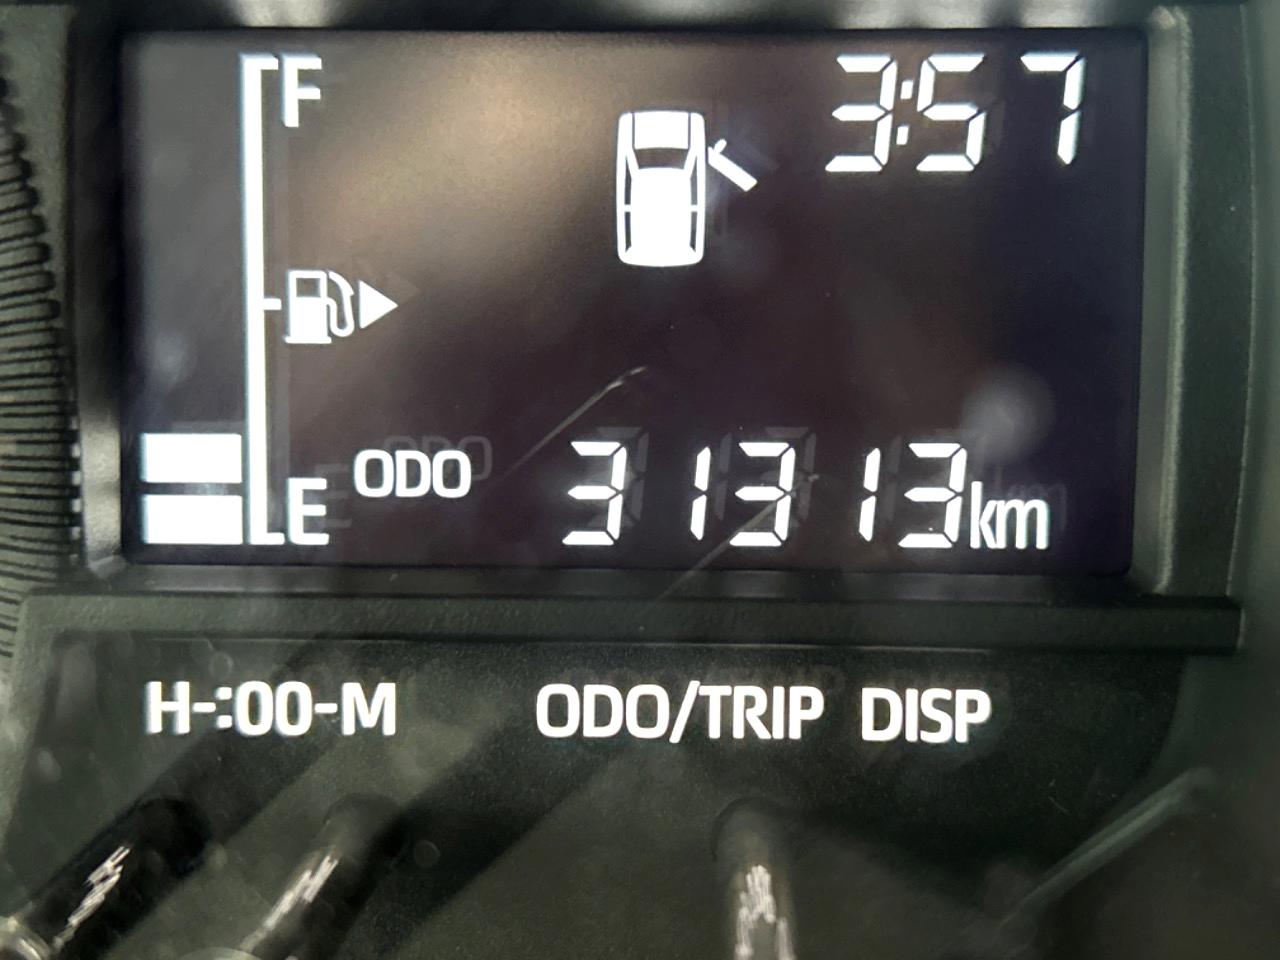 F
3:57
ODO 31313km
E
H-:00-M ODO/TRIP DISP